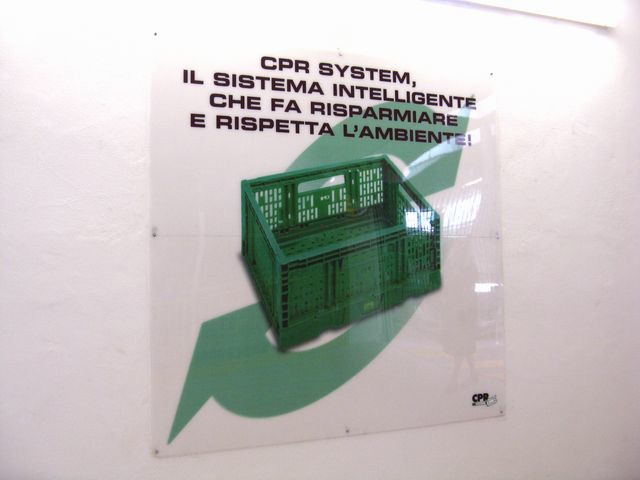 CPR SYSTEM,
IL SISTEMA INTELLIGENTE
CHE FA RISPARMIARE
E RISPETTA L'AMBIENTE!
CPR